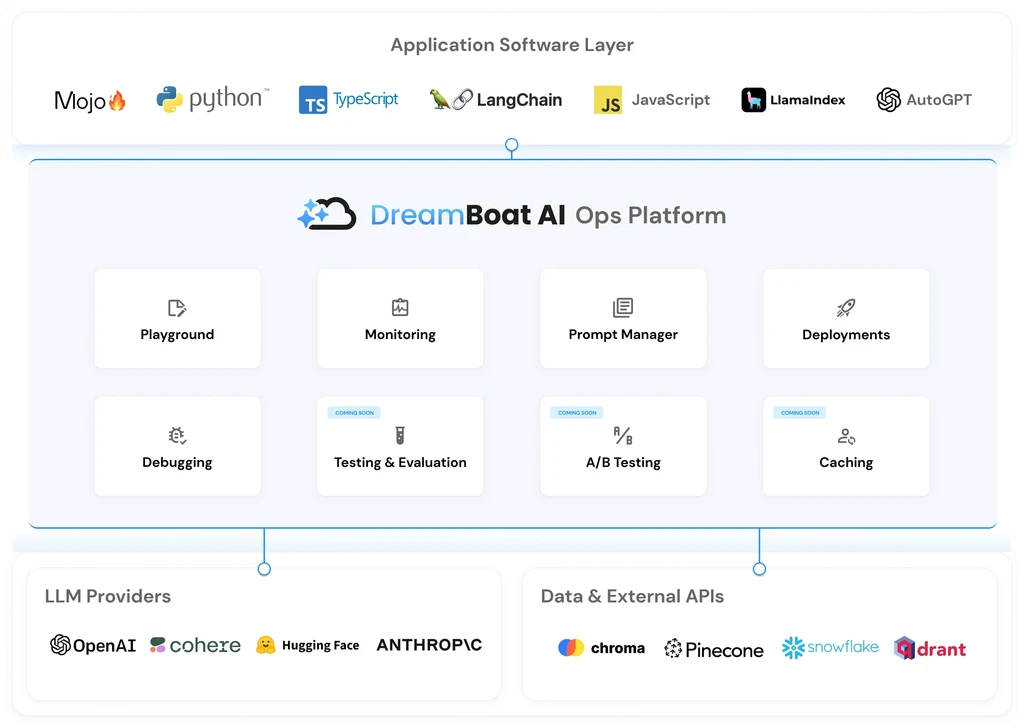 Application Software Layer
Mojo🔥 python™ TS TypeScript LangChain JS JavaScript LlamaIndex AutoGPT
DreamBoat AI Ops Platform
Playground Monitoring Prompt Manager Deployments
COMING SOON COMING SOON COMING SOON
A/B
Debugging Testing & Evaluation A/B Testing Caching
LLM Providers
OpenAI cohere Hugging Face ANTHROP\C
Data & External APIs
chroma Pinecone snowflake qdrant